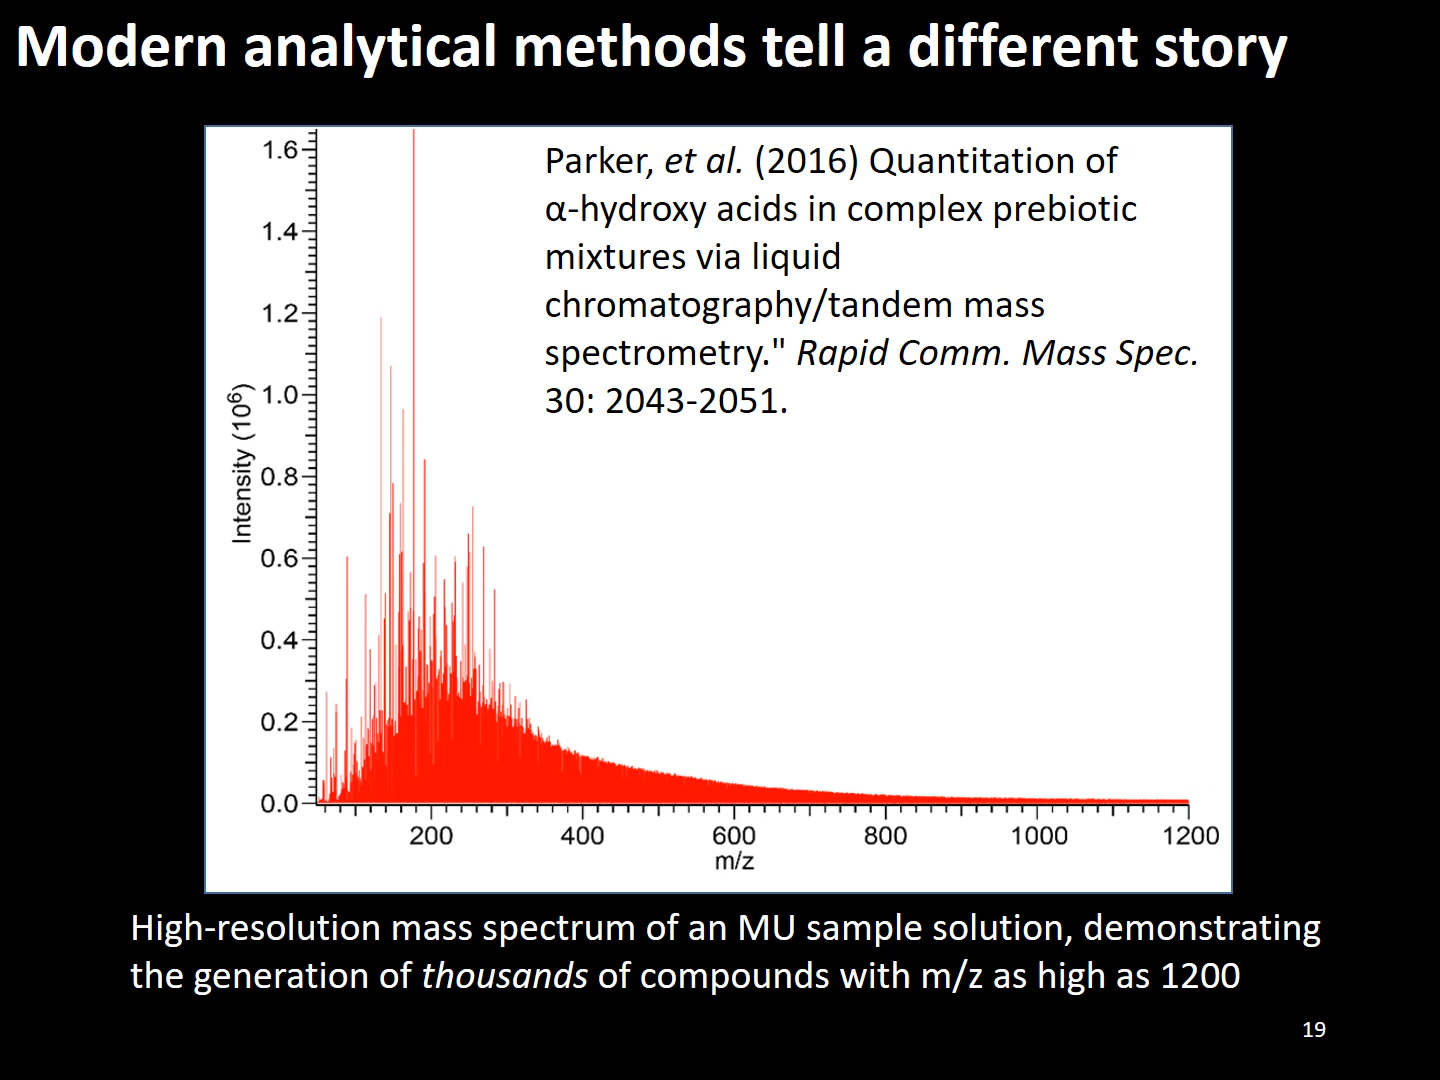 Modern analytical methods tell a different story
Parker, et al. (2016) Quantitation of
α-hydroxy acids in complex prebiotic
mixtures via liquid
chromatography/tandem mass
spectrometry." Rapid Comm. Mass Spec.
30: 2043-2051.
Intensity (10⁶)
1.6
1.4
1.2
1.0
0.8
0.6
0.4
0.2
0.0
200 400 600 800 1000 1200
m/z
High-resolution mass spectrum of an MU sample solution, demonstrating
the generation of thousands of compounds with m/z as high as 1200
19